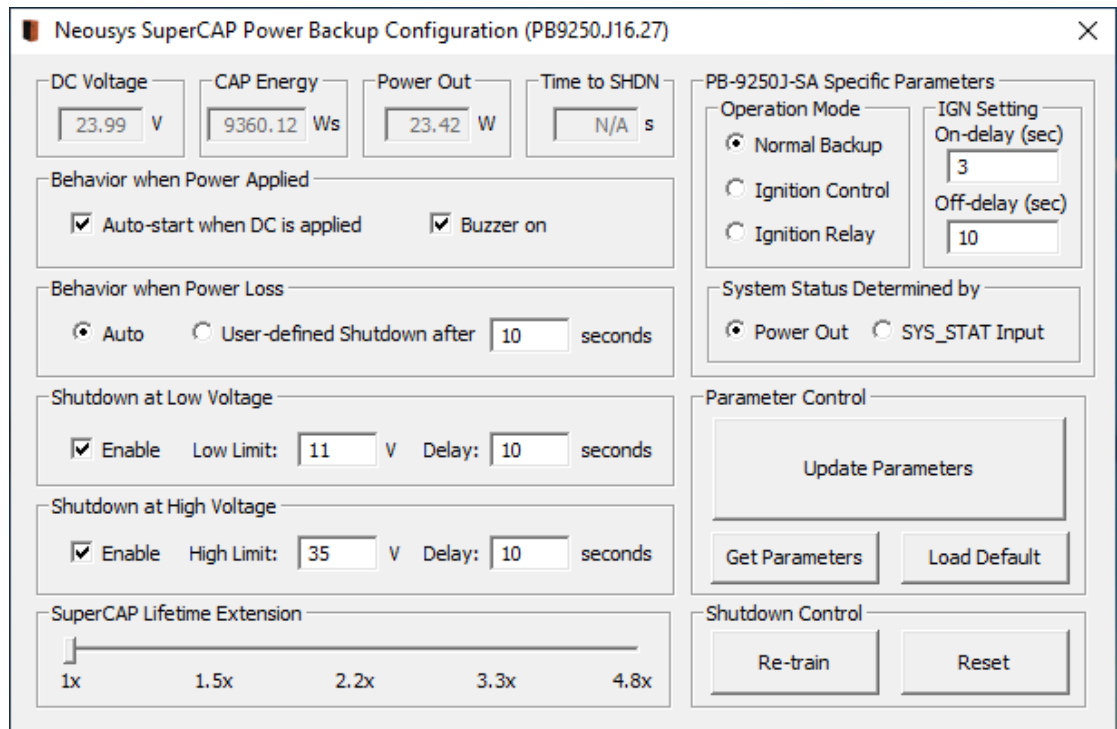 Neousys SuperCAP Power Backup Configuration (PB9250.J16.27)
DC Voltage
23.99 V
CAP Energy
9360.12 Ws
Power Out
23.42 W
Time to SHDN
N/A s
Behavior when Power Applied
Auto-start when DC is applied
Buzzer on
Behavior when Power Loss
Auto
User-defined Shutdown after 10 seconds
Shutdown at Low Voltage
Enable Low Limit: 11 V Delay: 10 seconds
Shutdown at High Voltage
Enable High Limit: 35 V Delay: 10 seconds
SuperCAP Lifetime Extension
1x 1.5x 2.2x 3.3x 4.8x
PB-9250J-SA Specific Parameters
Operation Mode
Normal Backup
Ignition Control
Ignition Relay
IGN Setting
On-delay (sec)
3
Off-delay (sec)
10
System Status Determined by
Power Out
SYS_STAT Input
Parameter Control
Update Parameters
Get Parameters
Load Default
Shutdown Control
Re-train
Reset